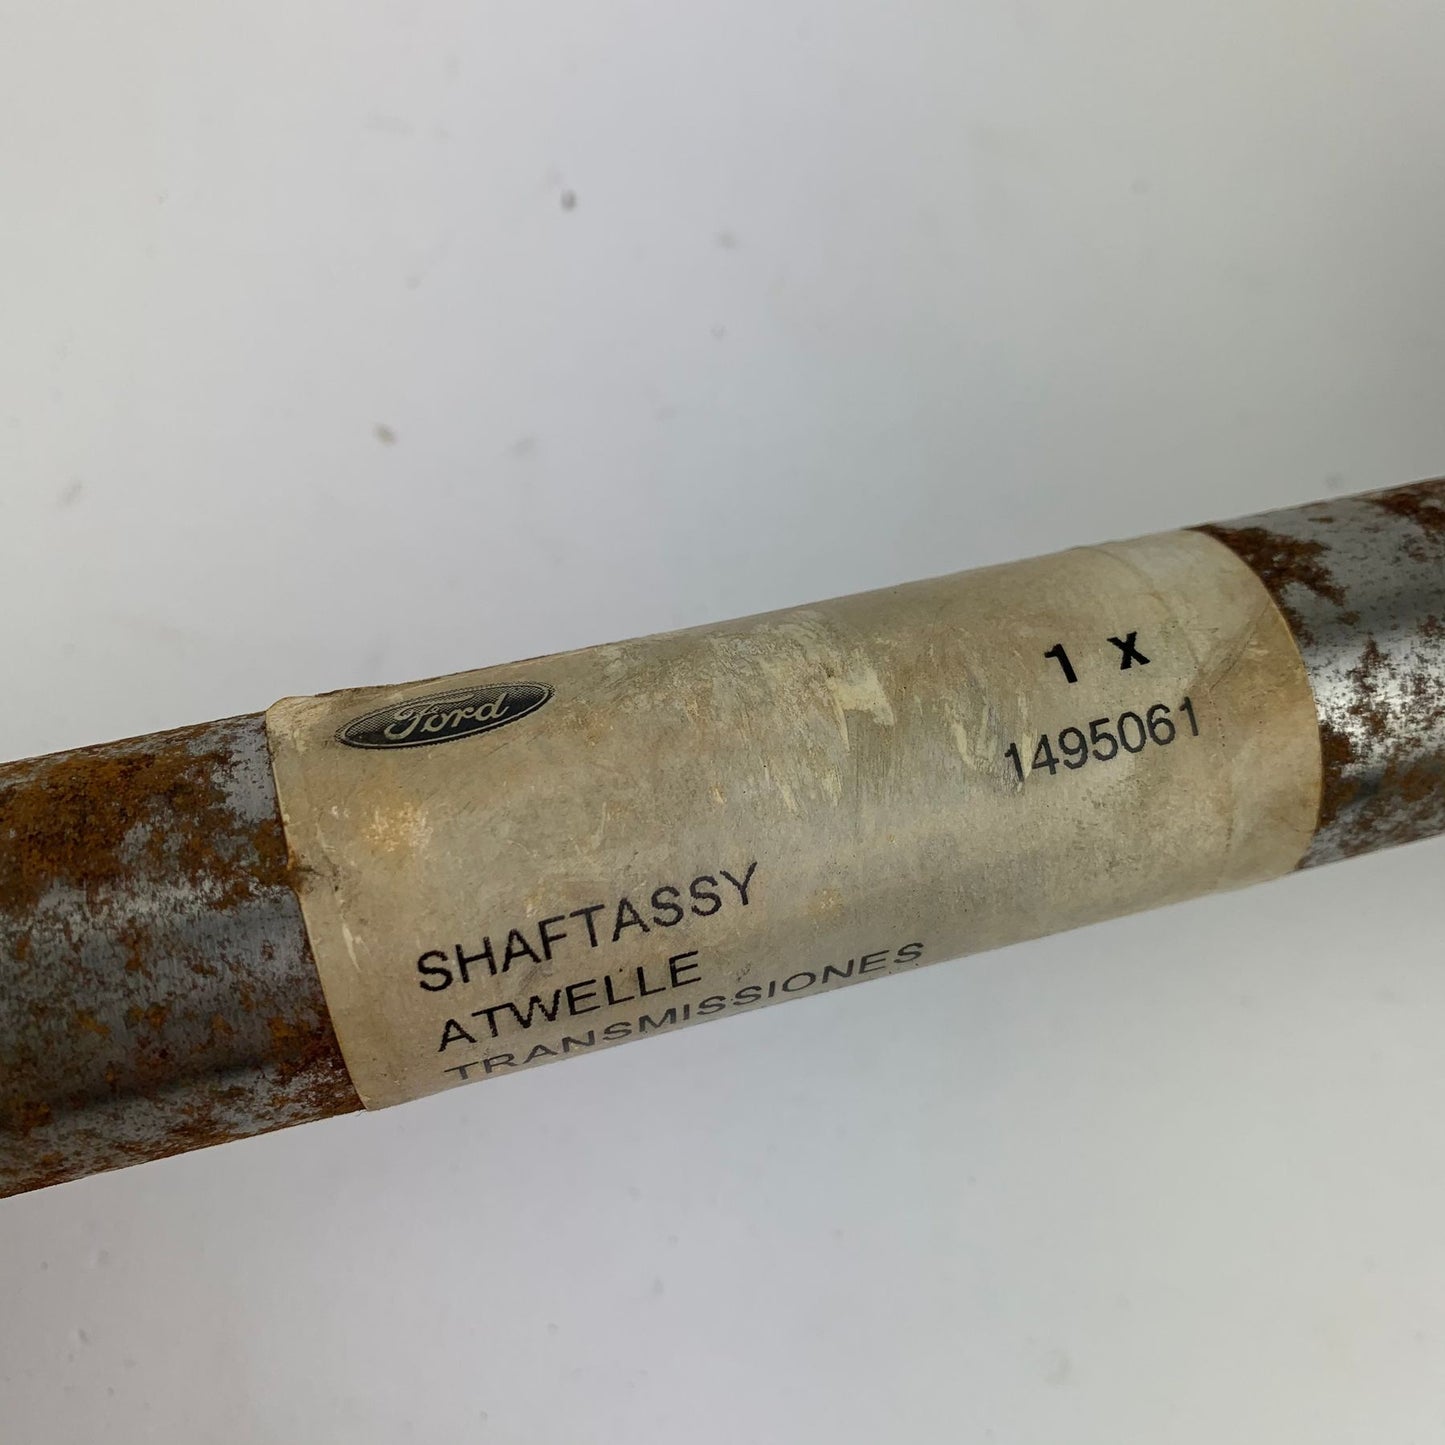 Ford
1 x
1495061
SHAFTASSY
ATWELLE
TRANSMISSIONES